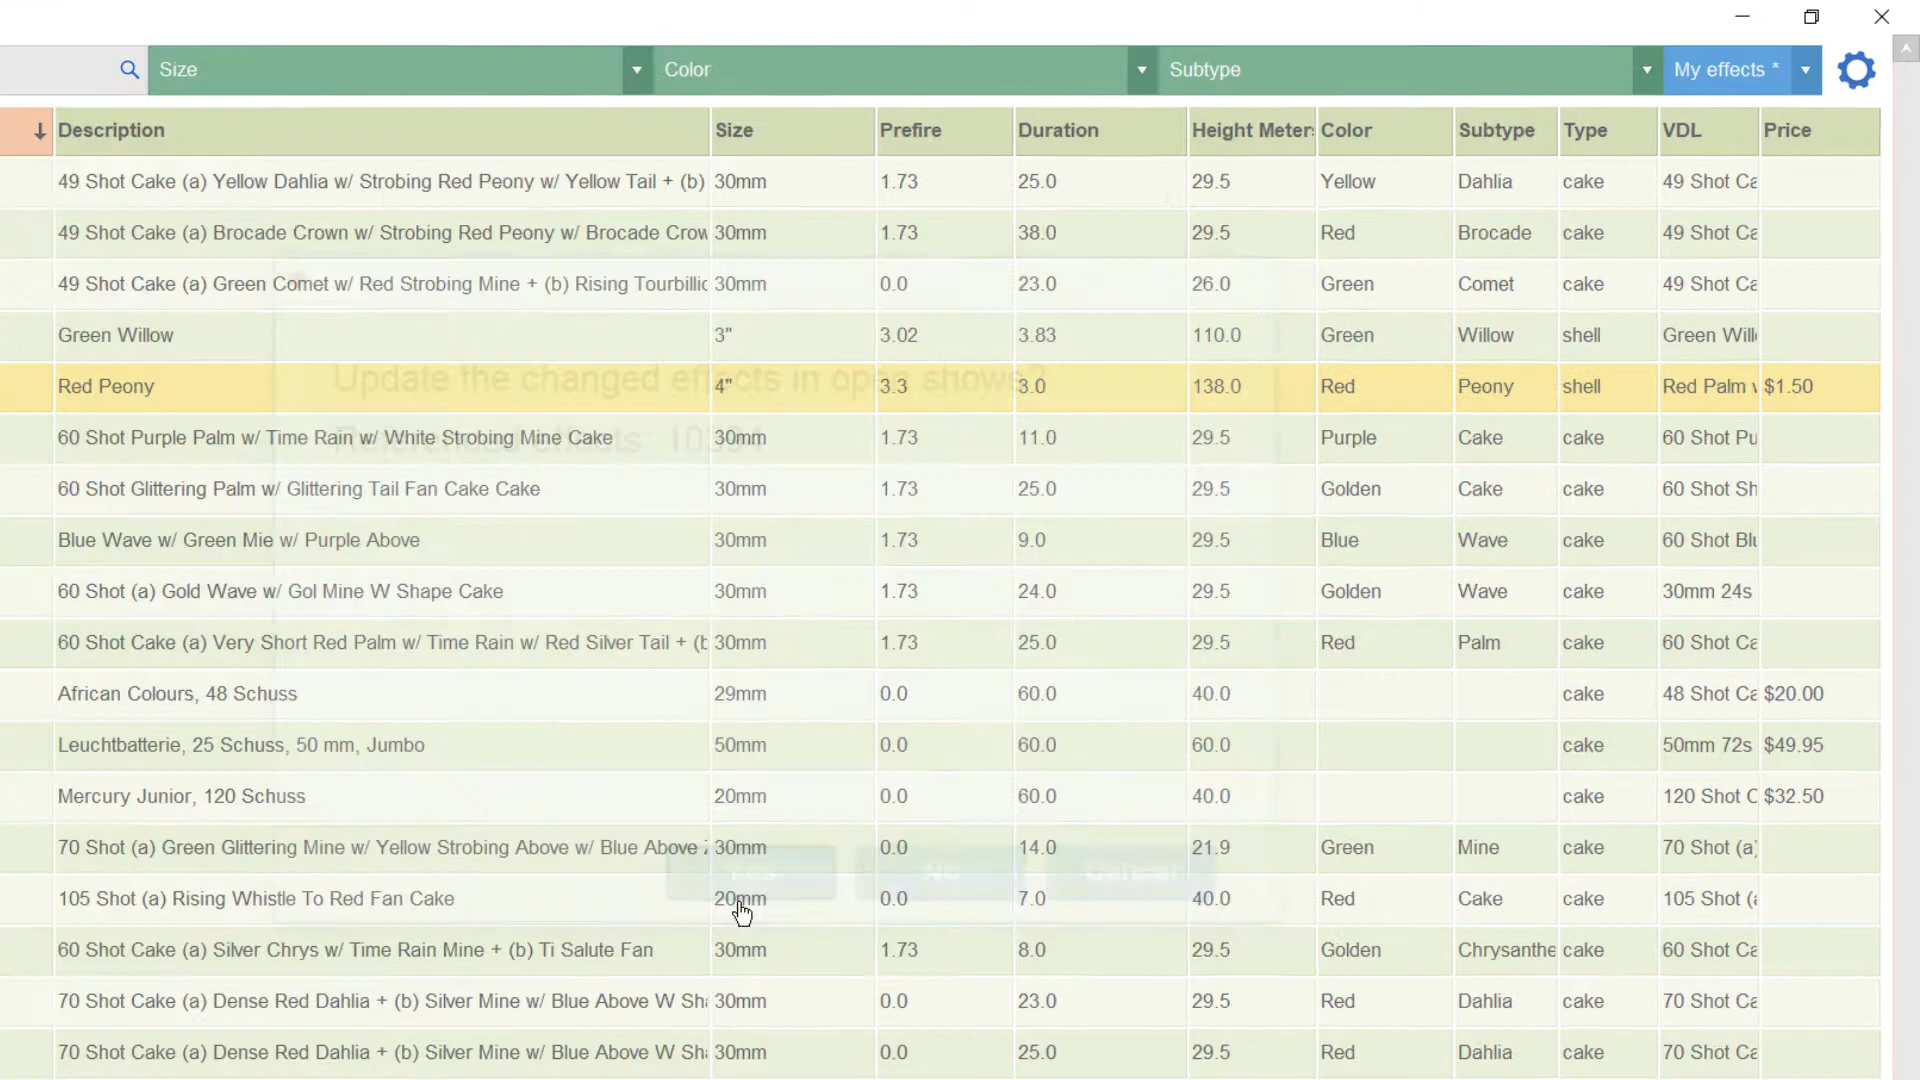 Size Color Subtype My effects *
Description Size Prefire Duration Height Meter: Color Subtype Type VDL Price
49 Shot Cake (a) Yellow Dahlia w/ Strobing Red Peony w/ Yellow Tail + (b) 30mm 1.73 25.0 29.5 Yellow Dahlia cake 49 Shot Ca
49 Shot Cake (a) Brocade Crown w/ Strobing Red Peony w/ Brocade Crow 30mm 1.73 38.0 29.5 Red Brocade cake 49 Shot Ca
49 Shot Cake (a) Green Comet w/ Red Strobing Mine + (b) Rising Tourbillic 30mm 0.0 23.0 26.0 Green Comet cake 49 Shot Ca
Green Willow 3" 3.02 3.83 110.0 Green Willow shell Green Will
Update the changed effects in open shows?
Red Peony 4" 3.3 3.0 138.0 Red Peony shell Red Palm $1.50
60 Shot Purple Palm w/ Time Rain w/ White Strobing Mine Cake 30mm 1.73 11.0 29.5 Purple Cake cake 60 Shot Pu
Referenced effects:
60 Shot Glittering Palm w/ Glittering Tail Fan Cake Cake 30mm 1.73 25.0 29.5 Golden Cake cake 60 Shot Sh
Blue Wave w/ Green Mie w/ Purple Above 30mm 1.73 9.0 29.5 Blue Wave cake 60 Shot Blu
60 Shot (a) Gold Wave w/ Gol Mine W Shape Cake 30mm 1.73 24.0 29.5 Golden Wave cake 30mm 24s
60 Shot Cake (a) Very Short Red Palm w/ Time Rain w/ Red Silver Tail + (b 30mm 1.73 25.0 29.5 Red Palm cake 60 Shot Ca
African Colours, 48 Schuss 29mm 0.0 60.0 40.0 cake 48 Shot Ca $20.00
Leuchtbatterie, 25 Schuss, 50 mm, Jumbo 50mm 0.0 60.0 60.0 cake 50mm 72s $49.95
Mercury Junior, 120 Schuss 20mm 0.0 60.0 40.0 cake 120 Shot C $32.50
70 Shot (a) Green Glittering Mine w/ Yellow Strobing Above w/ Blue Above 30mm 0.0 14.0 21.9 Green Mine cake 70 Shot (a)
Yes No Cancel
105 Shot (a) Rising Whistle To Red Fan Cake 20mm 0.0 7.0 40.0 Red Cake cake 105 Shot (a
60 Shot Cake (a) Silver Chrys w/ Time Rain Mine + (b) Ti Salute Fan 30mm 1.73 8.0 29.5 Golden Chrysanthe cake 60 Shot Ca
70 Shot Cake (a) Dense Red Dahlia + (b) Silver Mine w/ Blue Above W Sha 30mm 0.0 23.0 29.5 Red Dahlia cake 70 Shot Ca
70 Shot Cake (a) Dense Red Dahlia + (b) Silver Mine w/ Blue Above W Sha 30mm 0.0 25.0 29.5 Red Dahlia cake 70 Shot Ca